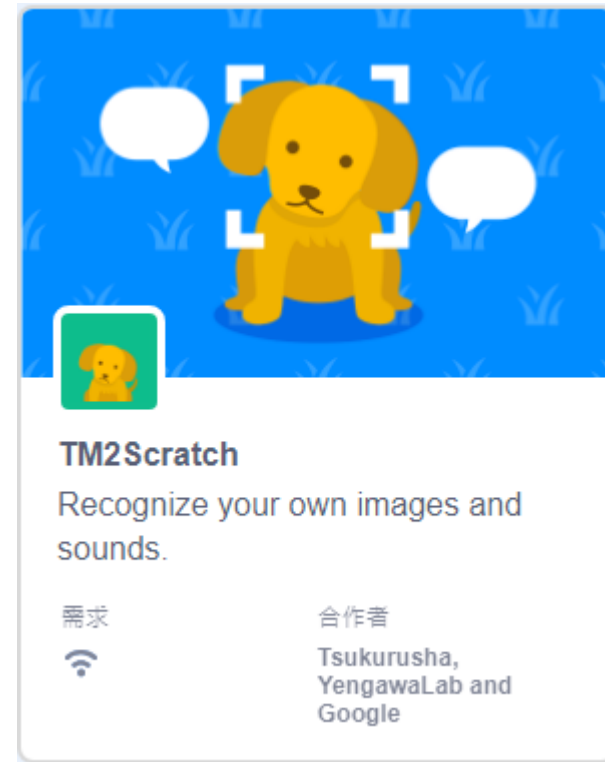 TM2Scratch
Recognize your own images and
sounds.
需求
合作者
Tsukurusha,
YengawaLab and
Google